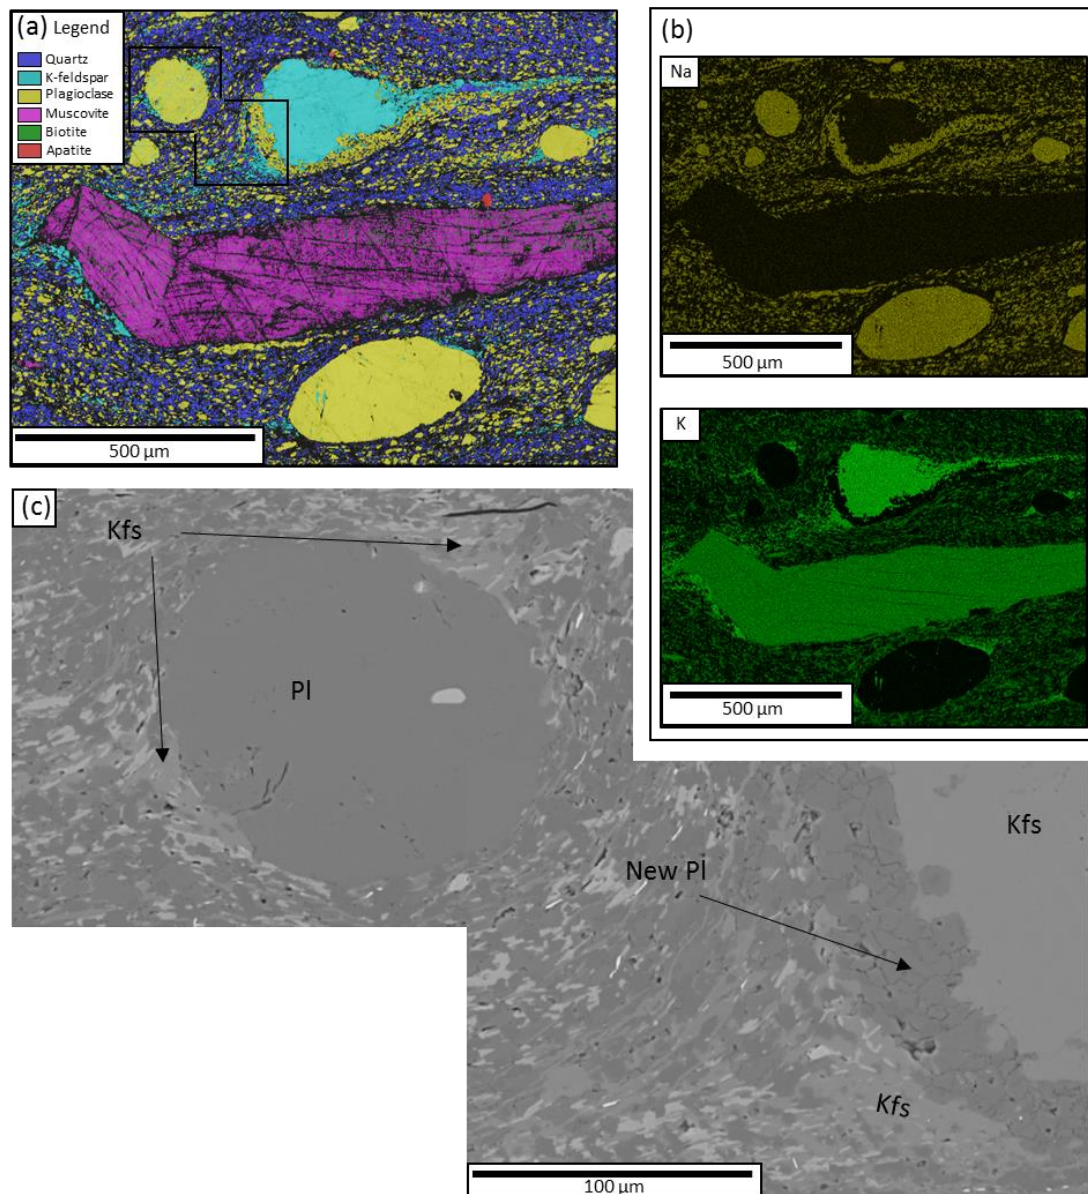 (a) Legend
Quartz
K-feldspar
Plagioclase
Muscovite
Biotite
Apatite
500 µm
(b)
Na
500 µm
K
500 µm
(c)
Kfs
Pl
Kfs
New Pl
Kfs
100 µm